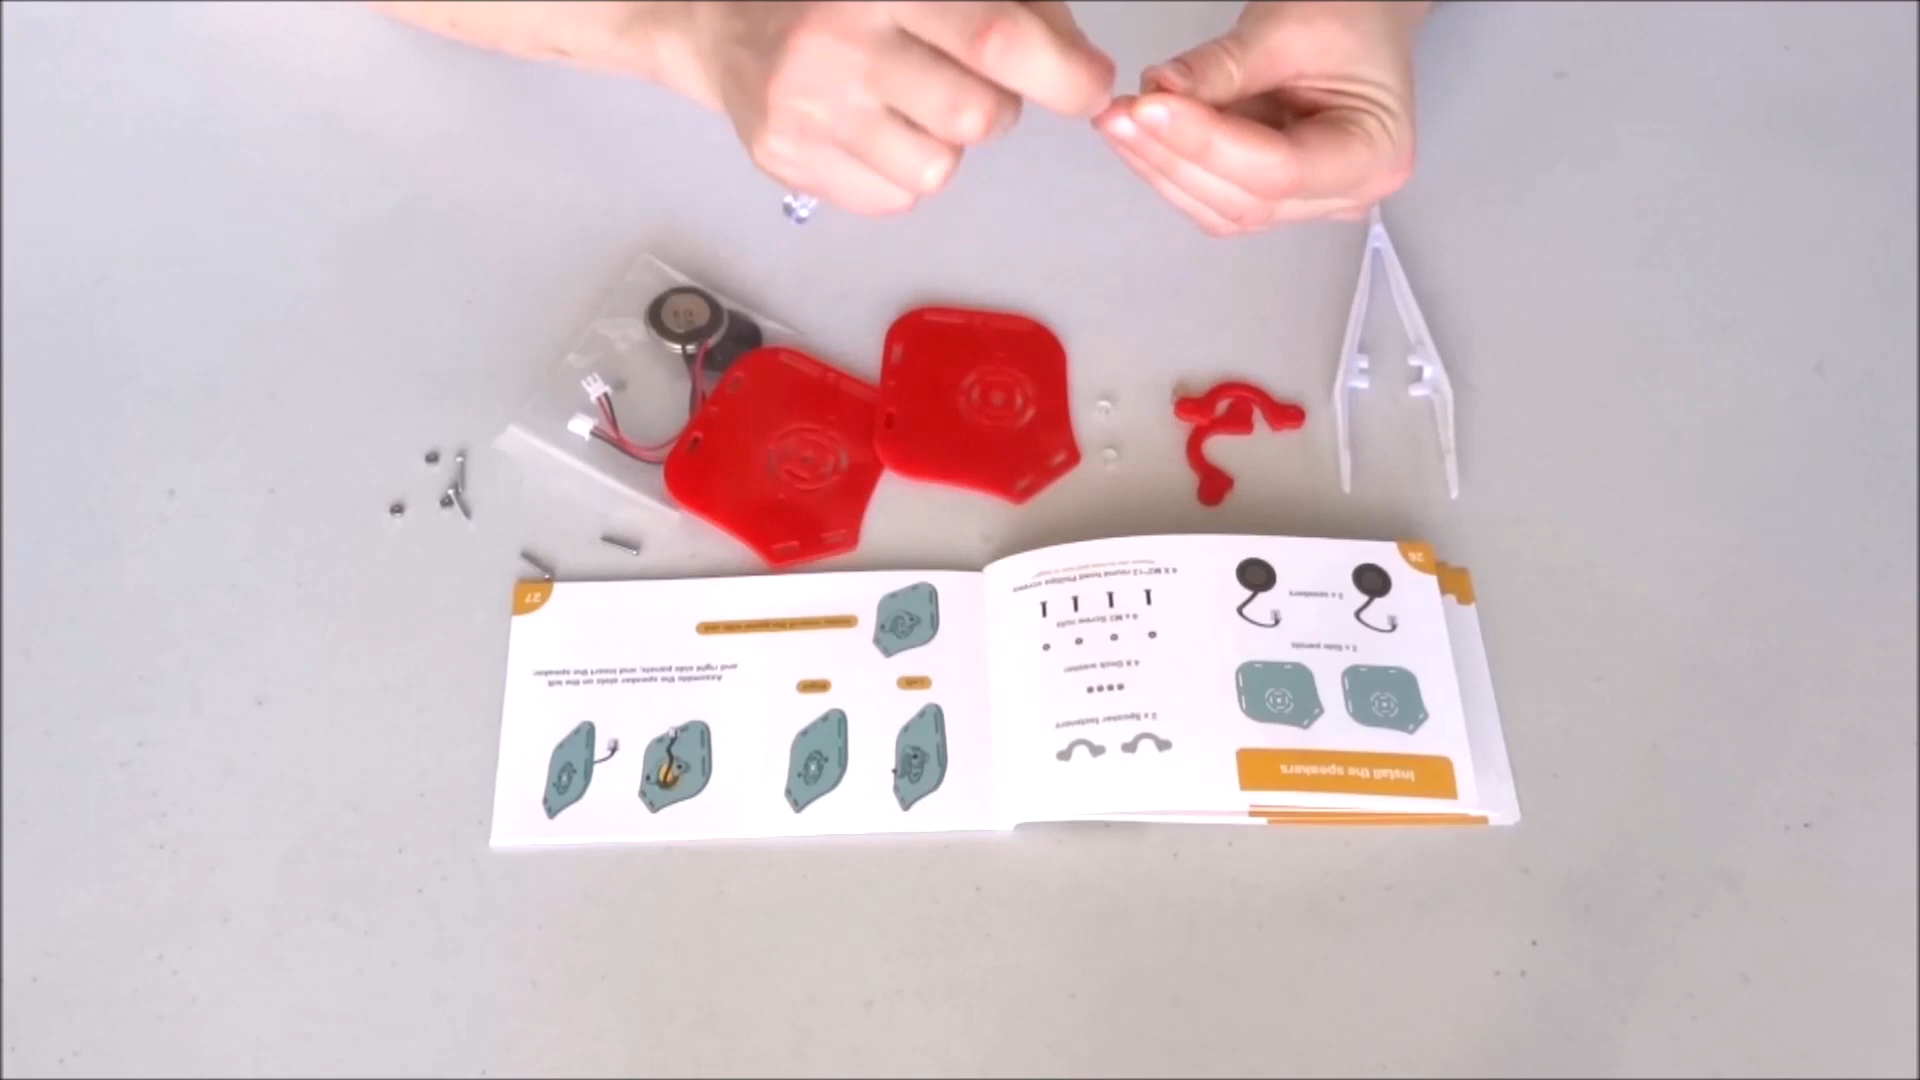 26
Install the speakers
2 x Side panels
2 x speakers
2 x Speaker fasteners
4 X Duck washer
4 x M2 Screw nuts
4 X M2*12 round head Phillips screws
27
Left
Right
Assemble the speaker slots on the left
and right side panels, and insert the speaker.